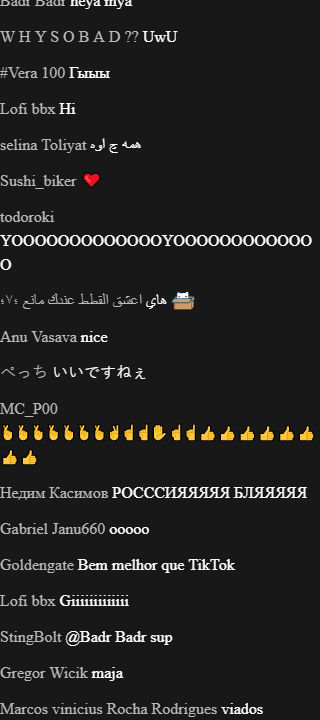 Badr Badr heya mya
W H Y S O B A D ?? UwU
#Vera 100 Гыыы
Lofi bbx Hi
selina Toliyat همه چ اوه
Sushi_biker ❤️
todoroki
YOOOOOOOOOOOOOYOOOOOOOOOOOO
O
هاي اعشق القطط عندك مانع ؛٧؛
Anu Vasava nice
ぺっち いいですねぇ
MC_P00
Недим Касимов РОСССИЯЯЯЯЯ БЛЯЯЯЯЯ
Gabriel Janu660 ooooo
Goldengate Bem melhor que TikTok
Lofi bbx Giiiiiiiiiiiii
StingBolt @Badr Badr sup
Gregor Wicik maja
Marcos vinicius Rocha Rodrigues viados